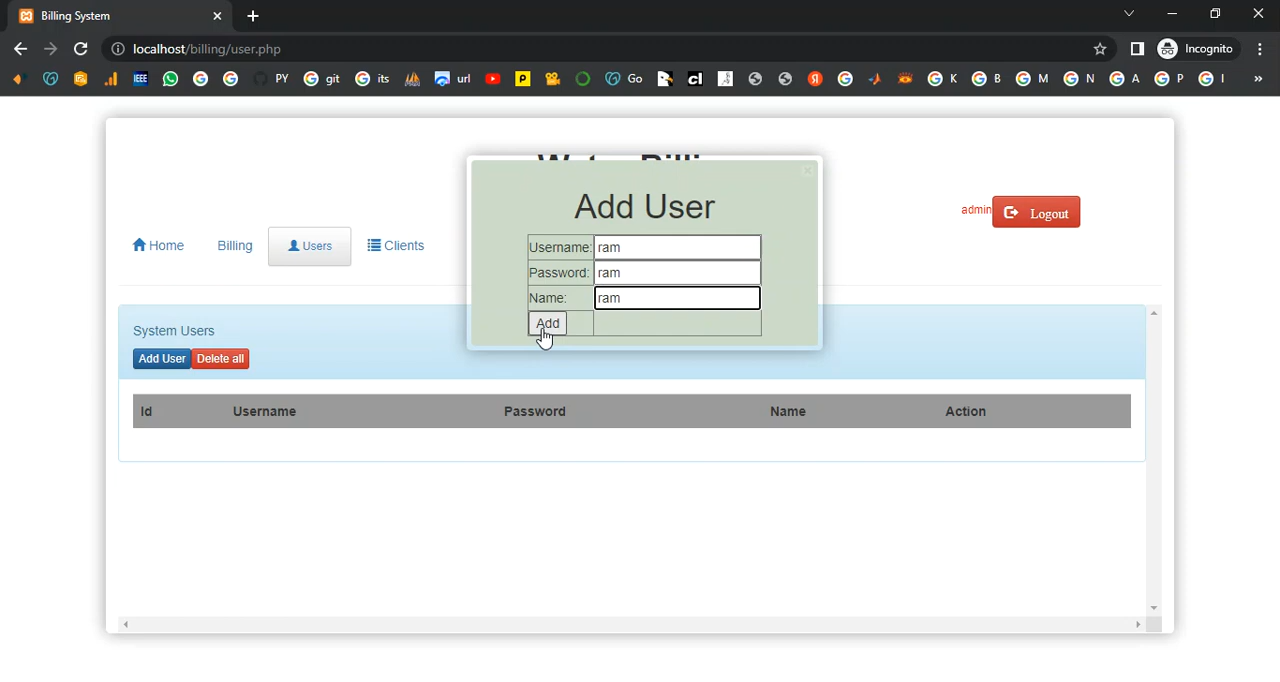 Billing System
localhost/billing/user.php
Incognito
IEEE PY git its url Go K B M N A P I »
Add User
admin Logout
Home Billing Users Clients
Username: ram
Password: ram
Name: ram
Add
System Users
Add User Delete all
Id Username Password Name Action